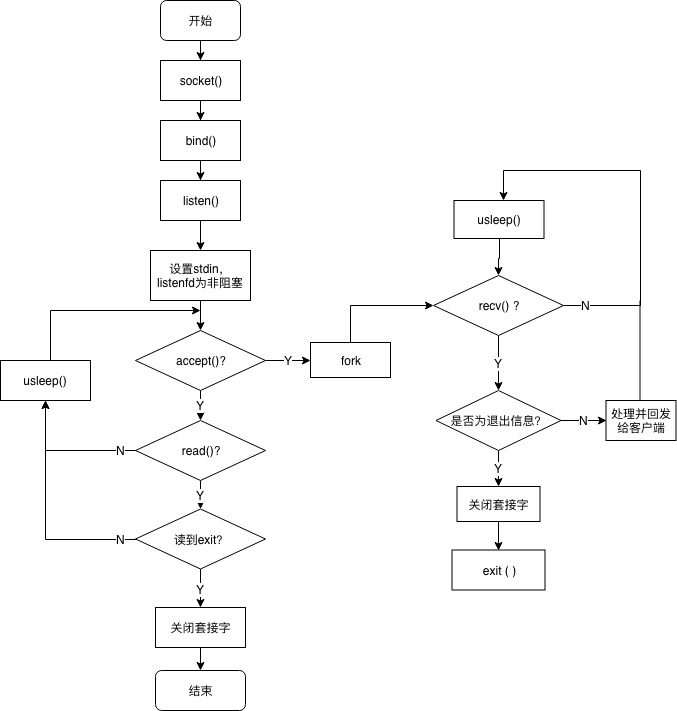 开始
socket()
bind()
listen()
设置stdin，
listenfd为非阻塞
accept()?
Y
fork
usleep()
Y
read()?
N
Y
读到exit?
N
Y
关闭套接字
结束
usleep()
recv() ?
N
Y
是否为退出信息?
N
处理并回发
给客户端
Y
关闭套接字
exit ( )